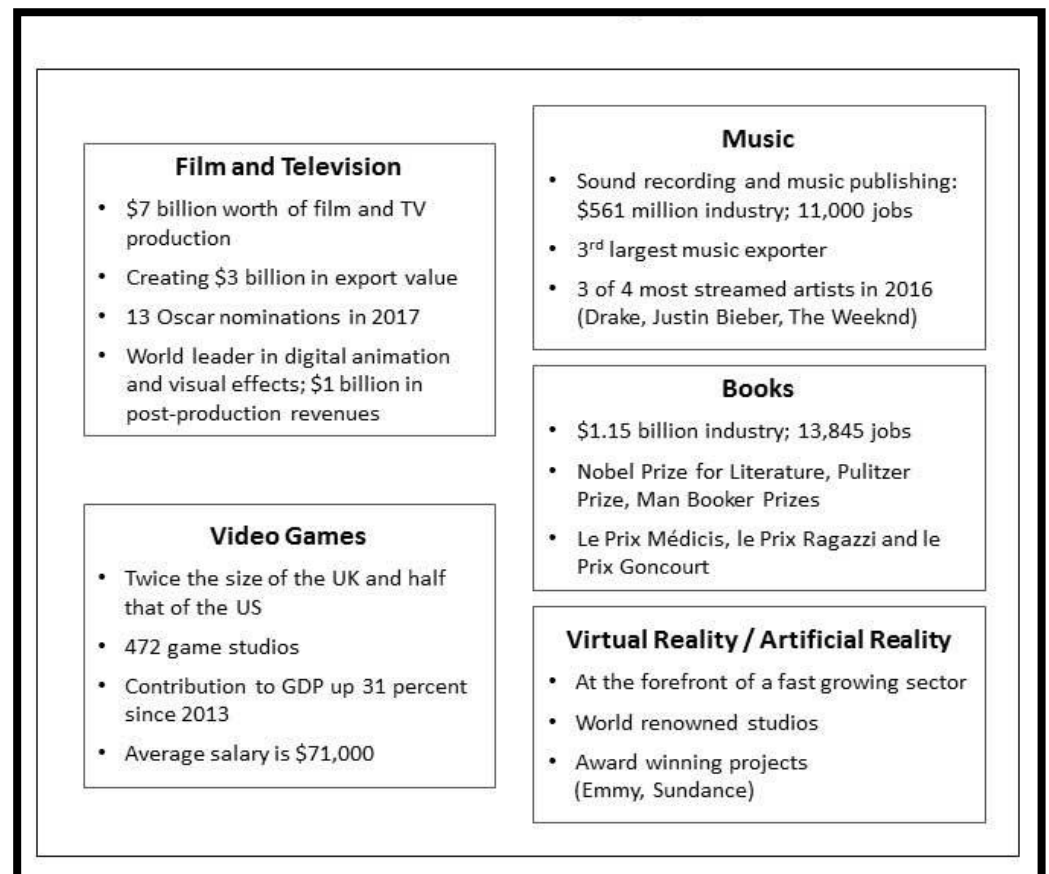 Film and Television
• $7 billion worth of film and TV
production
• Creating $3 billion in export value
• 13 Oscar nominations in 2017
• World leader in digital animation
and visual effects; $1 billion in
post-production revenues
Video Games
• Twice the size of the UK and half
that of the US
• 472 game studios
• Contribution to GDP up 31 percent
since 2013
• Average salary is $71,000
Music
• Sound recording and music publishing:
$561 million industry; 11,000 jobs
• 3rd largest music exporter
• 3 of 4 most streamed artists in 2016
(Drake, Justin Bieber, The Weeknd)
Books
• $1.15 billion industry; 13,845 jobs
• Nobel Prize for Literature, Pulitzer
Prize, Man Booker Prizes
• Le Prix Médicis, le Prix Ragazzi and le
Prix Goncourt
Virtual Reality / Artificial Reality
• At the forefront of a fast growing sector
• World renowned studios
• Award winning projects
(Emmy, Sundance)